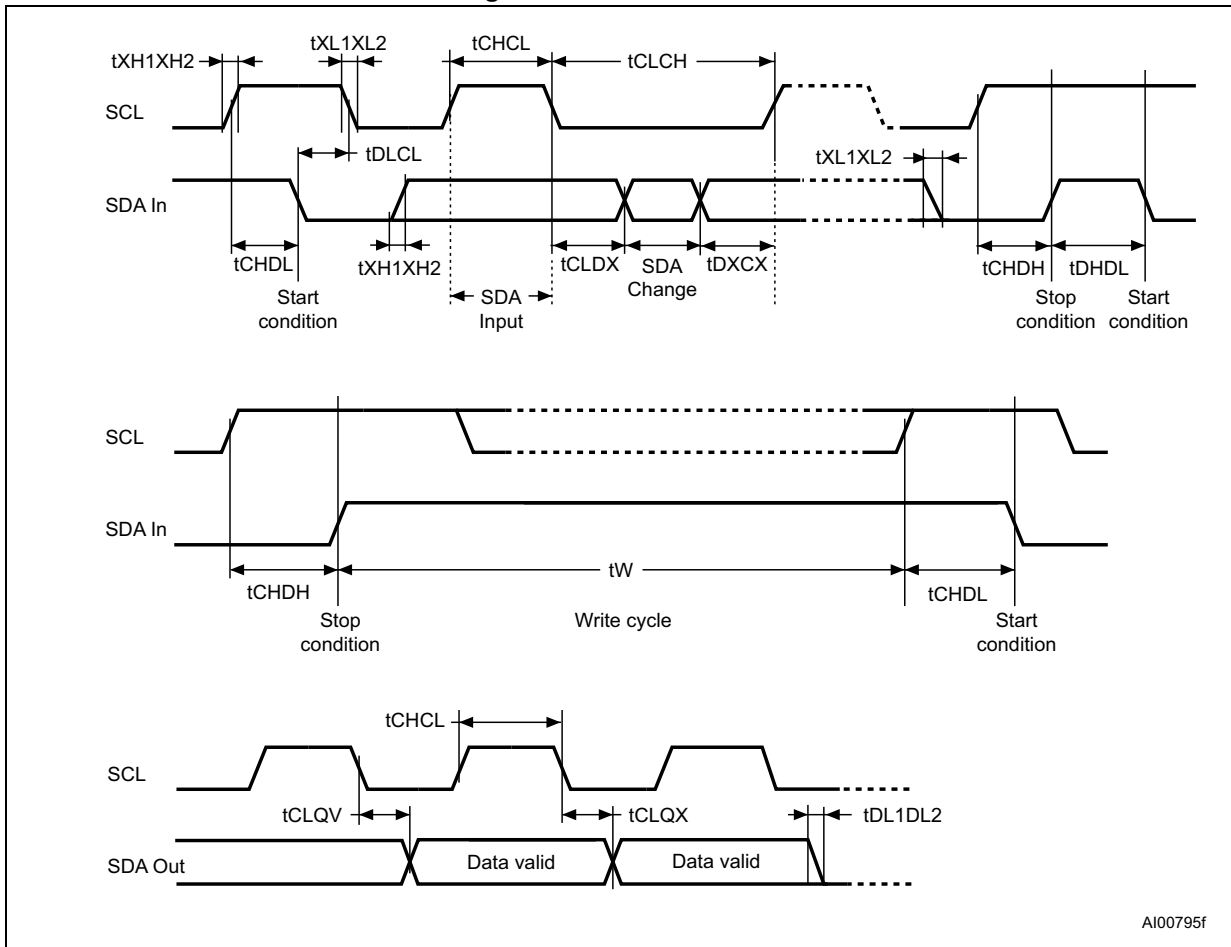 tXH1XH2
tXL1XL2
tCHCL
tCLCH
SCL
tDLCL
tXL1XL2
SDA In
tCHDL
tXH1XH2
tCLDX
SDA
Change
tDXCX
tCHDH
tDHDL
Start
condition
SDA
Input
Stop
condition
Start
condition
SCL
SDA In
tCHDH
tW
tCHDL
Stop
condition
Write cycle
Start
condition
tCHCL
SCL
tCLQV
tCLQX
tDL1DL2
SDA Out
Data valid
Data valid
AI00795f